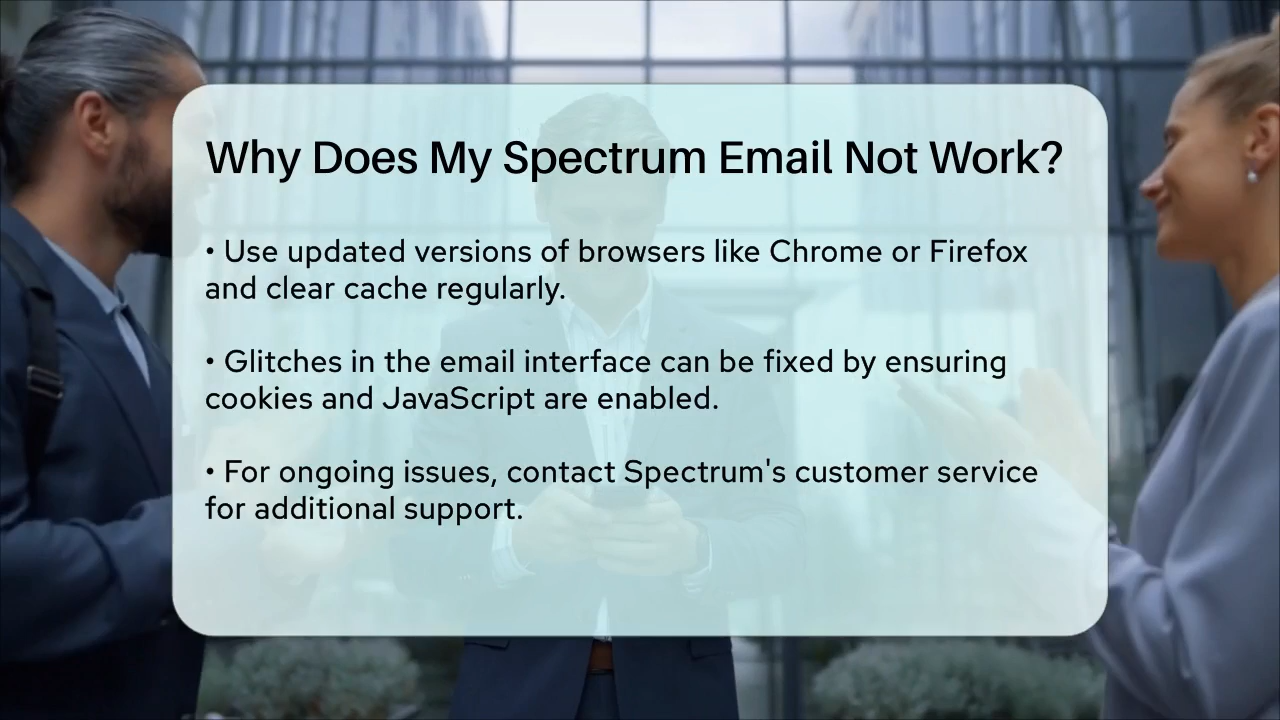 Why Does My Spectrum Email Not Work?
• Use updated versions of browsers like Chrome or Firefox
and clear cache regularly.
• Glitches in the email interface can be fixed by ensuring
cookies and JavaScript are enabled.
• For ongoing issues, contact Spectrum's customer service
for additional support.